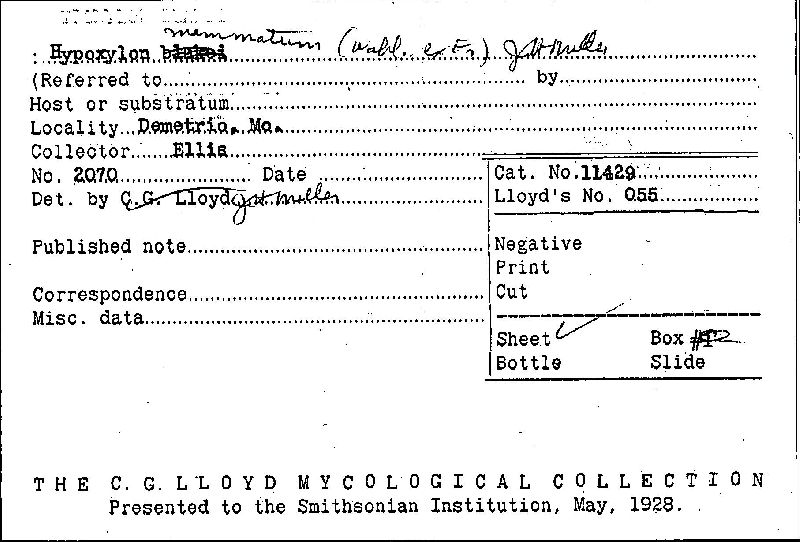 mammatum (Wahl. ex Fr.) J H Miller
: Hypoxylon blakei
(Referred to by
Host or substratum
Locality Demetrio, Mo.
Collector Ellis
No. 2070 Date
Cat. No. 11429
Det. by C.G. Lloyd J H Miller
Lloyd's No. 055
Published note
Negative
Print
Correspondence
Cut
Misc. data
Sheet ✓ Box
Bottle Slide
THE C. G. LLOYD MYCOLOGICAL COLLECTION
Presented to the Smithsonian Institution, May, 1928.